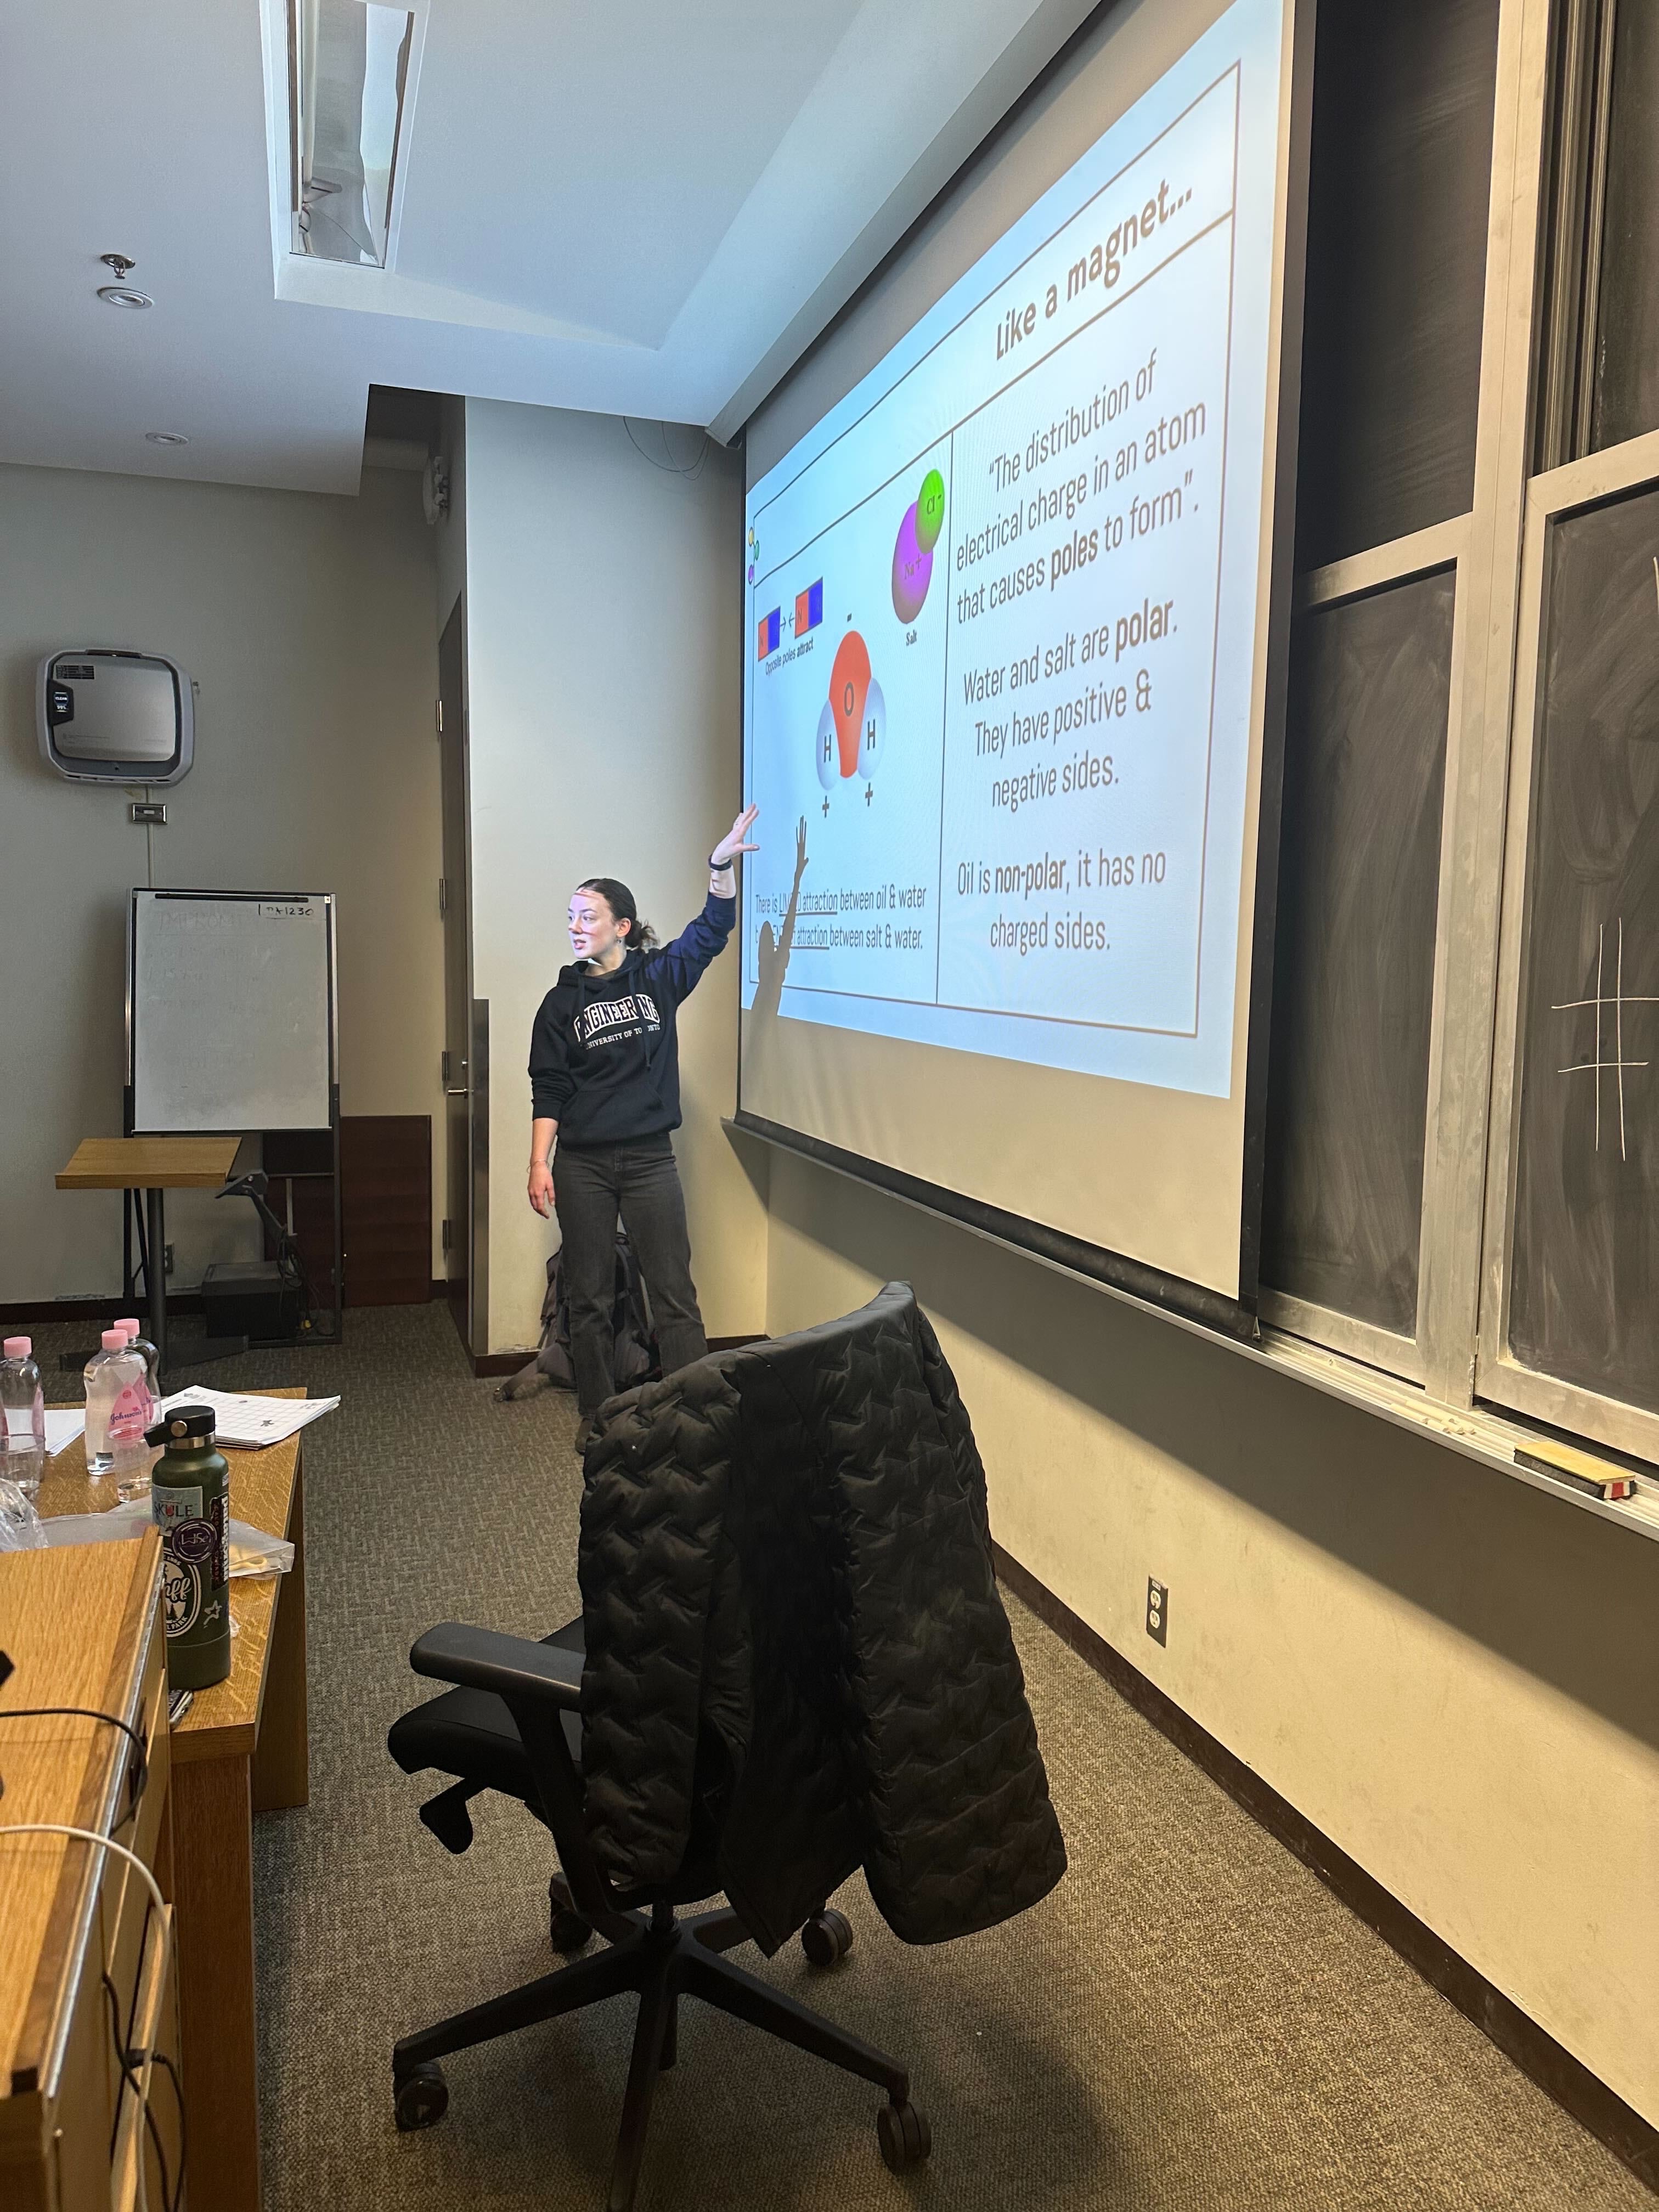 Like a magnet...
"The distribution of
electrical charge in an atom
that causes poles to form".
Water and salt are polar.
They have positive &
negative sides.
Oil is non-polar, it has no
charged sides.
N N
Opposite poles attract
Cl-
Na+
Salt
-
O
H H
+ +
There is attraction between oil & water
attraction between salt & water.
ENGINEERING
UNIVERSITY OF TORONTO
Johnson's
SKULE